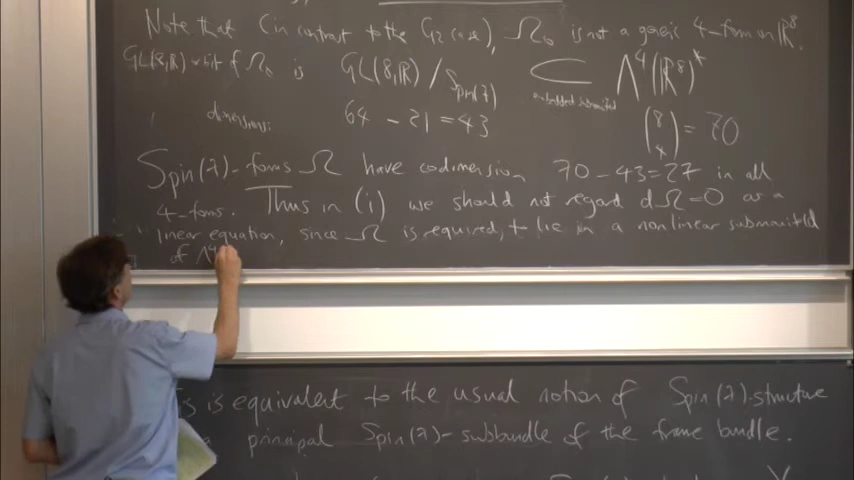 Note that (in contrast to the G2 case), Ω₀ is not a generic 4-form on ℝ⁸.
GL(8,ℝ) orbit of Ω₀ is GL(8,ℝ)/Spin(7) ⊂ Λ⁴(ℝ⁸)*
embedded submfd
dimensions: 64 - 21 = 43 (8 4) = 70
Spin(7)-forms Ω have codimension 70-43=27 in all
4-forms. Thus in (i) we should not regard dΩ=0 as a
linear equation, since Ω is required to lie in a nonlinear submanifold
of Λ⁴
is equivalent to the usual notion of Spin(7)-structure
principal Spin(7)-subbundle of the frame bundle.